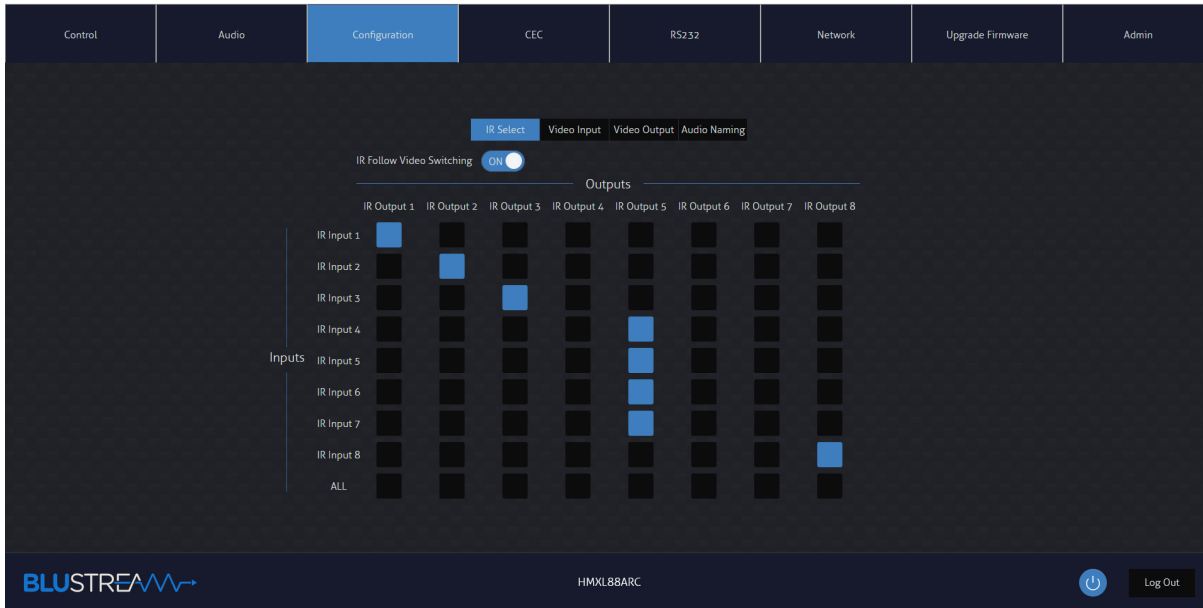 Control Audio Configuration CEC RS232 Network Upgrade Firmware Admin
IR Select Video Input Video Output Audio Naming
IR Follow Video Switching ON
Outputs
IR Output 1 IR Output 2 IR Output 3 IR Output 4 IR Output 5 IR Output 6 IR Output 7 IR Output 8
IR Input 1
IR Input 2
IR Input 3
IR Input 4
Inputs IR Input 5
IR Input 6
IR Input 7
IR Input 8
ALL
BLUSTREAM HMXL88ARC Log Out